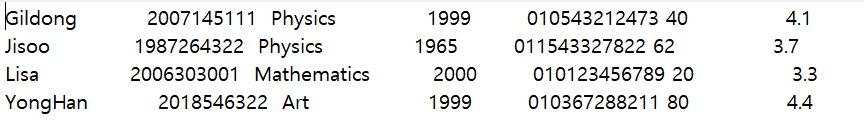 Gildong 2007145111 Physics 1999 010543212473 40 4.1
Jisoo 1987264322 Physics 1965 011543327822 62 3.7
Lisa 2006303001 Mathematics 2000 010123456789 20 3.3
YongHan 2018546322 Art 1999 010367288211 80 4.4